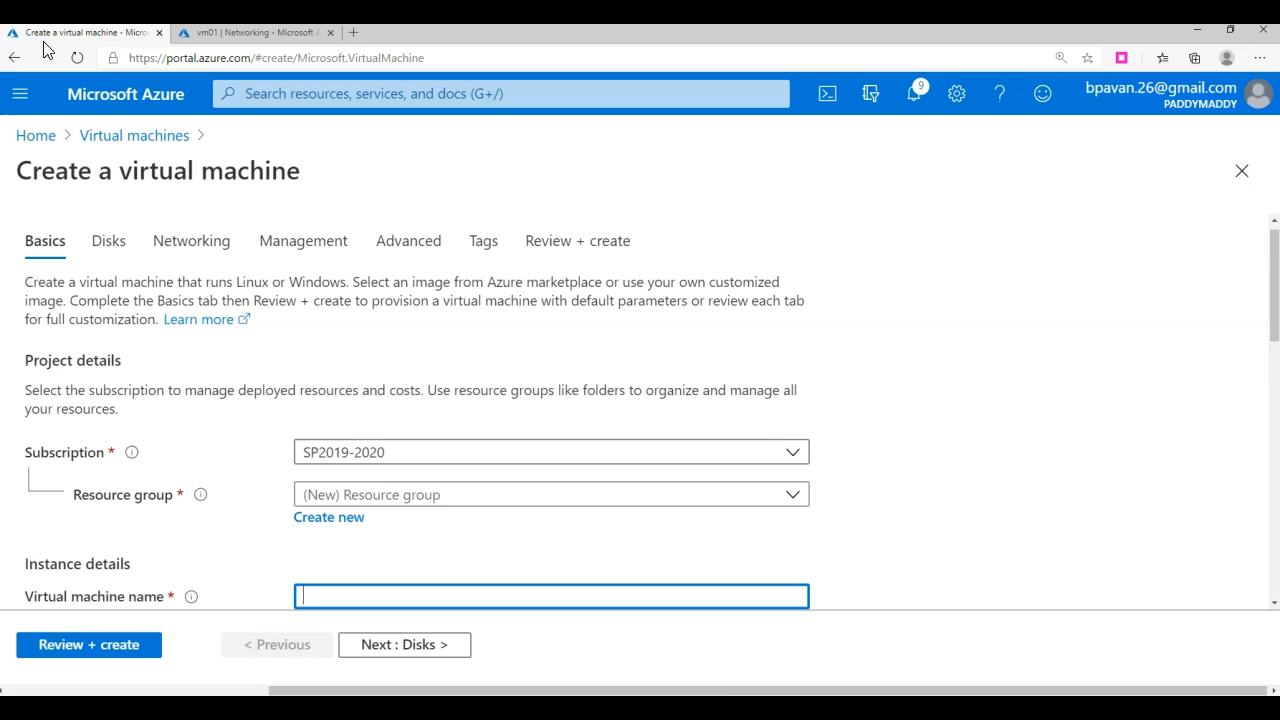 Create a virtual machine - Micro
vm01 | Networking - Microsoft A
https://portal.azure.com/#create/Microsoft.VirtualMachine
Microsoft Azure
Search resources, services, and docs (G+/)
9
bpavan.26@gmail.com
PADDYMADDY
Home > Virtual machines >
Create a virtual machine
Basics Disks Networking Management Advanced Tags Review + create
Create a virtual machine that runs Linux or Windows. Select an image from Azure marketplace or use your own customized
image. Complete the Basics tab then Review + create to provision a virtual machine with default parameters or review each tab
for full customization. Learn more
Project details
Select the subscription to manage deployed resources and costs. Use resource groups like folders to organize and manage all
your resources.
Subscription *
SP2019-2020
Resource group *
(New) Resource group
Create new
Instance details
Virtual machine name *
Review + create
< Previous
Next : Disks >